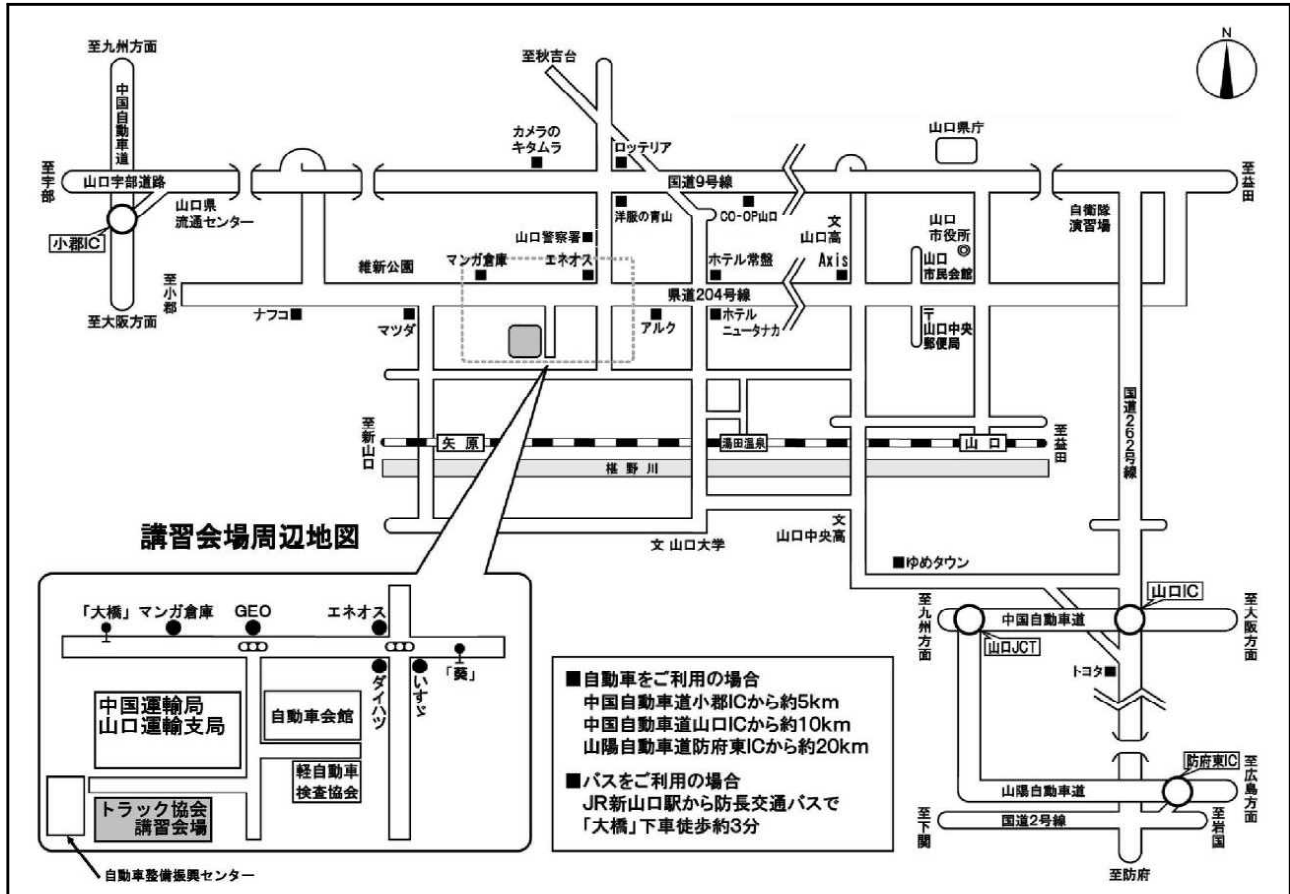 至九州方面
中国自動車道
至宇部
山口宇部道路
小郡IC
山口県
流通センター
至大阪方面
至秋吉台
カメラの
キタムラ
ロッテリア
国道9号線
洋服の青山
CO-OP山口
文
山口高
山口県庁
N
至益田
自衛隊
演習場
山口
市役所
山口
市民会館
山口警察署
維新公園
マンガ倉庫
エネオス
ホテル常盤
Axis
至小郡
県道204号線
ナフコ
マツダ
アルク
ホテル
ニュータナカ
〒
山口中央
郵便局
国道262号線
至新山口
矢原
湯田温泉
山口
至益田
椹野川
文 山口大学
文
山口中央高
ゆめタウン
山口IC
至九州方面
中国自動車道
至大阪方面
山口JCT
トヨタ
防府東IC
山陽自動車道
至広島方面
至下関
国道2号線
至岩国
至防府
講習会場周辺地図
「大橋」
マンガ倉庫
GEO
エネオス
ダイハツ
いすゞ
「葵」
中国運輸局
山口運輸支局
自動車会館
軽自動車
検査協会
トラック協会
講習会場
自動車整備振興センター
■自動車をご利用の場合
中国自動車道小郡ICから約5km
中国自動車道山口ICから約10km
山陽自動車道防府東ICから約20km
■バスをご利用の場合
JR新山口駅から防長交通バスで
「大橋」下車徒歩約3分